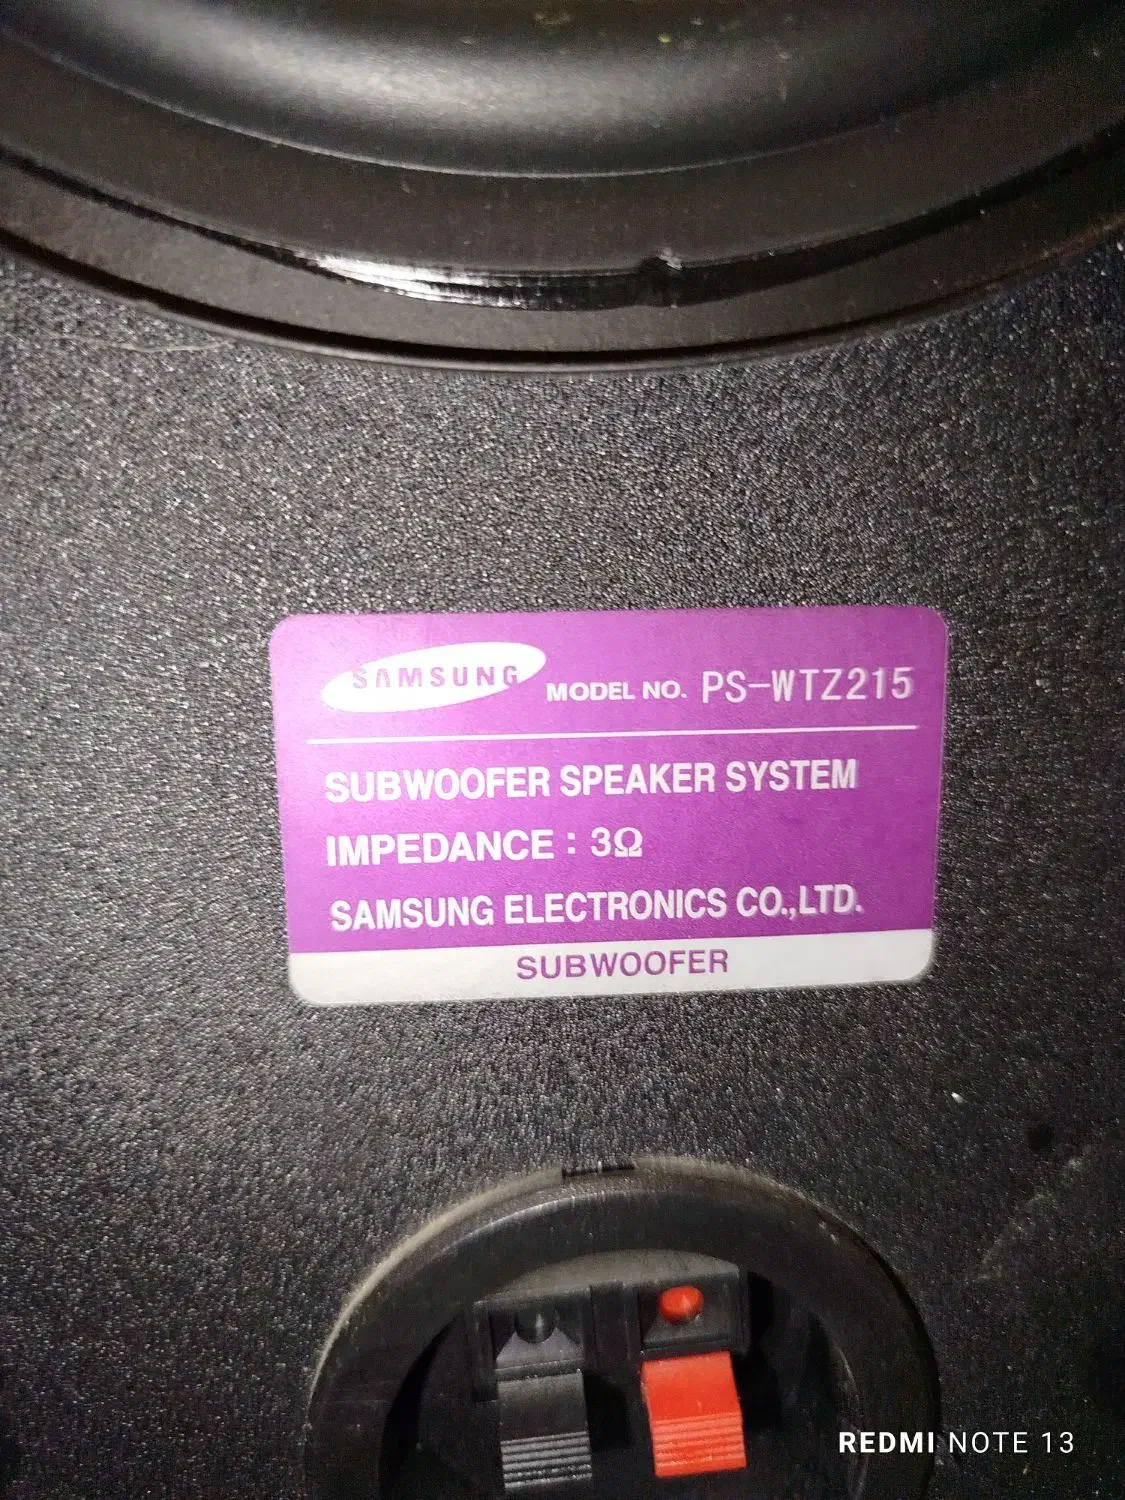 SAMSUNG MODEL NO. PS-WTZ215
SUBWOOFER SPEAKER SYSTEM
IMPEDANCE : 3Ω
SAMSUNG ELECTRONICS CO.,LTD.
SUBWOOFER
REDMI NOTE 13